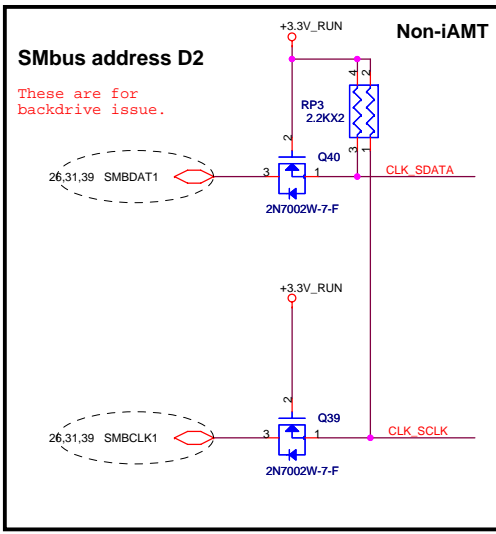 +3.3V_RUN
Non-iAMT
SMbus address D2
These are for
backdrive issue.
4 2
RP3
2.2KX2
2
3 1
Q40
26,31,39 SMBDAT1
3 1
CLK_SDATA
2N7002W-7-F
+3.3V_RUN
2
Q39
26,31,39 SMBCLK1
3 1
CLK_SCLK
2N7002W-7-F